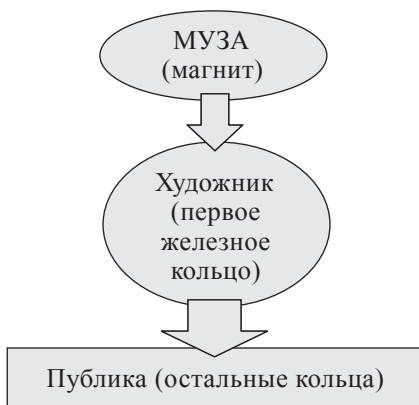 МУЗА
(магнит)
Художник
(первое
железное
кольцо)
Публика (остальные кольца)